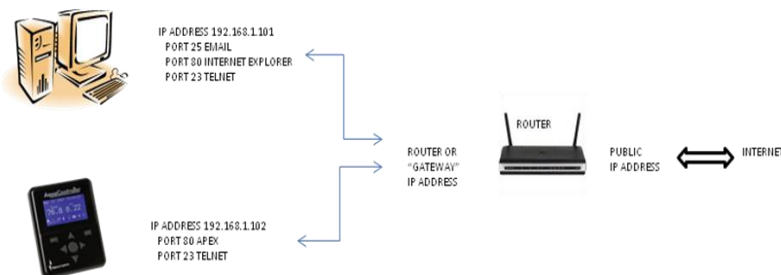 IP ADDRESS 192.168.1.101
PORT 25 EMAIL
PORT 80 INTERNET EXPLORER
PORT 23 TELNET
ROUTER
ROUTER OR
"GATEWAY"
IP ADDRESS
PUBLIC
IP ADDRESS
INTERNET
AquaController
IP ADDRESS 192.168.1.102
PORT 80 APEX
PORT 23 TELNET